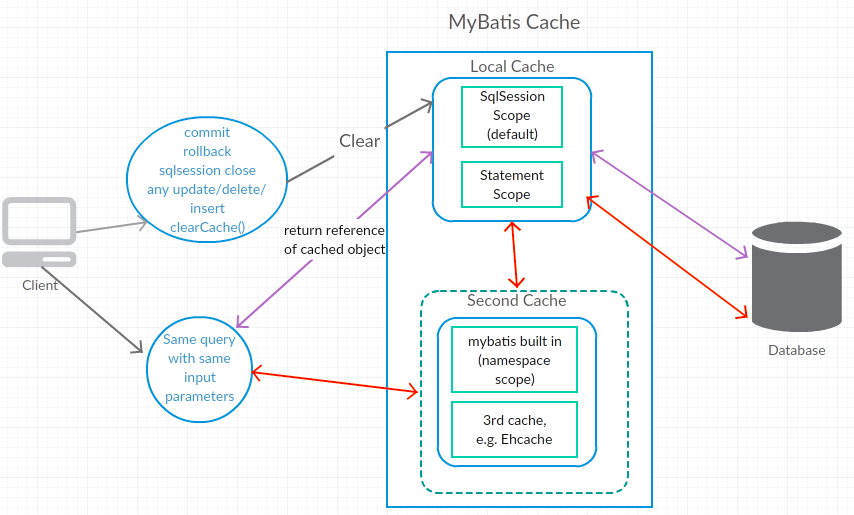 MyBatis Cache
Local Cache
SqlSession
Scope
(default)
Statement
Scope
commit
rollback
sqlsession close
any update/delete/
insert
clearCache()
Clear
return reference
of cached object
Client
Same query
with same
input
parameters
Second Cache
mybatis built in
(namespace
scope)
3rd cache,
e.g. Ehcache
Database